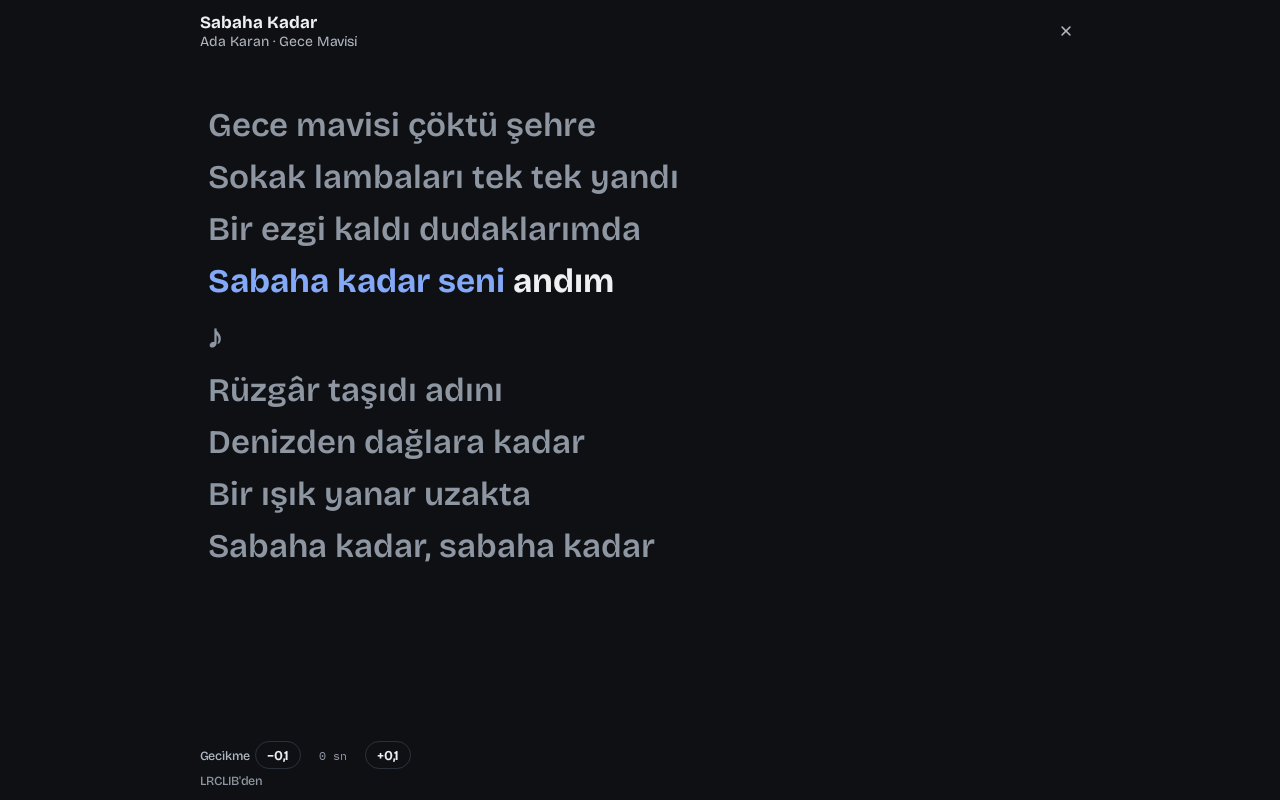 Sabaha Kadar
Ada Karan · Gece Mavisi
×
Gece mavisi çöktü şehre
Sokak lambaları tek tek yandı
Bir ezgi kaldı dudaklarımda
Sabaha kadar seni andım
♪
Rüzgâr taşıdı adını
Denizden dağlara kadar
Bir ışık yanar uzakta
Sabaha kadar, sabaha kadar
Gecikme −0,1 0 sn +0,1
LRCLIB'den